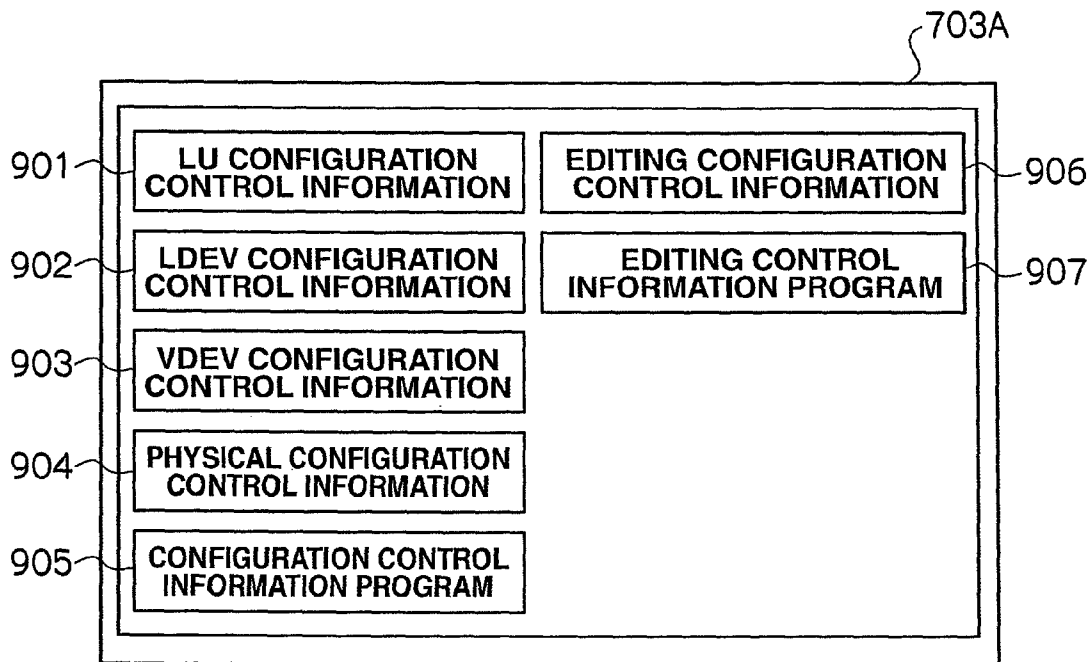 703A
901
LU CONFIGURATION
CONTROL INFORMATION
902
LDEV CONFIGURATION
CONTROL INFORMATION
903
VDEV CONFIGURATION
CONTROL INFORMATION
904
PHYSICAL CONFIGURATION
CONTROL INFORMATION
905
CONFIGURATION CONTROL
INFORMATION PROGRAM
EDITING CONFIGURATION
CONTROL INFORMATION
906
EDITING CONTROL
INFORMATION PROGRAM
907